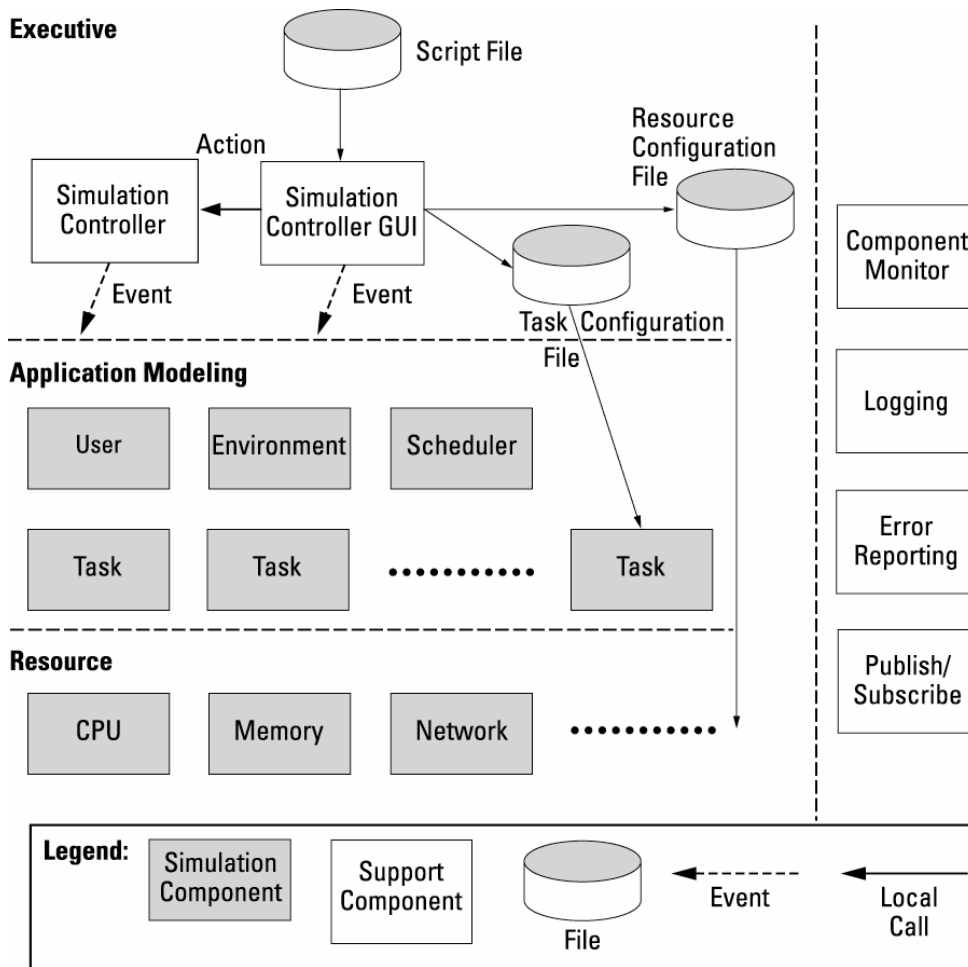 Executive
Script File
Action
Resource
Configuration
File
Simulation
Controller
Simulation
Controller GUI
Event
Event
Task Configuration
File
Component
Monitor
Application Modeling
Logging
User
Environment
Scheduler
Error
Reporting
Task
Task
Task
Resource
Publish/
Subscribe
CPU
Memory
Network
Legend:
Simulation
Component
Support
Component
File
Event
Local
Call